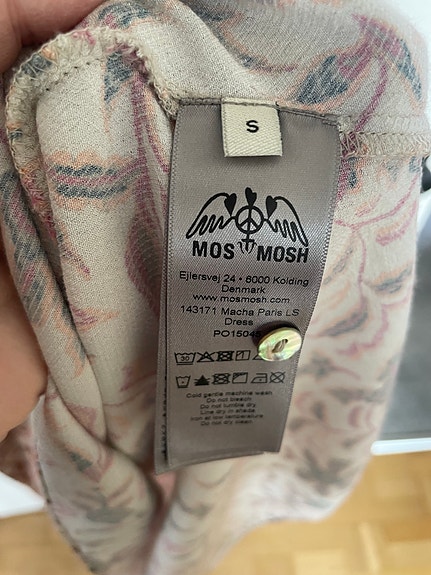 S
MOS MOSH
Ejlersvej 24 • 6000 Kolding
Denmark
www.mosmosh.com
143171 Macha Paris LS
Dress
30
Cold gentle machine wash
Do not bleach
Do not tumble dry
Line dry in shade
Iron at low temperature
Do not dry clean